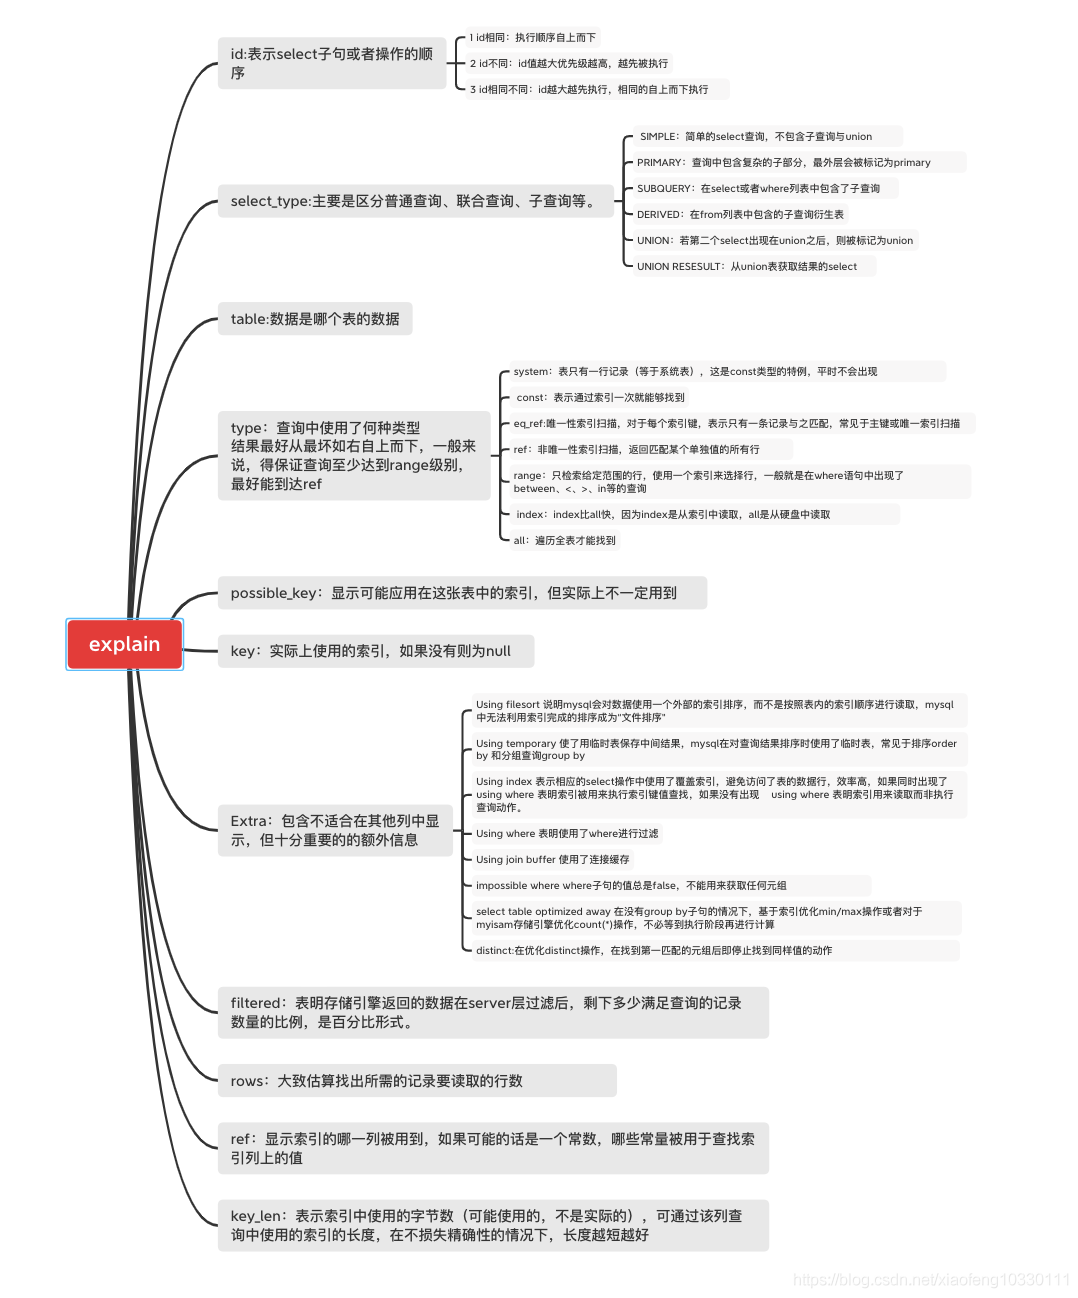 id:表示select子句或者操作的顺
序
1 id相同：执行顺序自上而下
2 id不同：id值越大优先级越高，越先被执行
3 id相同不同：id越大越先执行，相同的自上而下执行
select_type:主要是区分普通查询、联合查询、子查询等。
SIMPLE：简单的select查询，不包含子查询与union
PRIMARY：查询中包含复杂的子部分，最外层会被标记为primary
SUBQUERY：在select或者where列表中包含了子查询
DERIVED：在from列表中包含的子查询衍生表
UNION：若第二个select出现在union之后，则被标记为union
UNION RESESULT：从union表获取结果的select
table:数据是哪个表的数据
type：查询中使用了何种类型
结果最好从最坏如右自上而下，一般来
说，得保证查询至少达到range级别，
最好能到达ref
system：表只有一行记录（等于系统表），这是const类型的特例，平时不会出现
const：表示通过索引一次就能够找到
eq_ref:唯一性索引扫描，对于每个索引键，表示只有一条记录与之匹配，常见于主键或唯一索引扫描
ref：非唯一性索引扫描，返回匹配某个单独值的所有行
range：只检索给定范围的行，使用一个索引来选择行，一般就是在where语句中出现了
between、<、>、in等的查询
index：index比all快，因为index是从索引中读取，all是从硬盘中读取
all：遍历全表才能找到
possible_key：显示可能应用在这张表中的索引，但实际上不一定用到
explain
key：实际上使用的索引，如果没有则为null
Extra：包含不适合在其他列中显
示，但十分重要的的额外信息
Using filesort 说明mysql会对数据使用一个外部的索引排序，而不是按照表内的索引顺序进行读取，mysql
中无法利用索引完成的排序成为"文件排序"
Using temporary 使了用临时表保存中间结果，mysql在对查询结果排序时使用了临时表，常见于排序order
by 和分组查询group by
Using index 表示相应的select操作中使用了覆盖索引，避免访问了表的数据行，效率高，如果同时出现了
using where 表明索引被用来执行索引键值查找，如果没有出现 using where 表明索引用来读取而非执行
查询动作。
Using where 表明使用了where进行过滤
Using join buffer 使用了连接缓存
impossible where where子句的值总是false，不能用来获取任何元组
select table optimized away 在没有group by子句的情况下，基于索引优化min/max操作或者对于
myisam存储引擎优化count(*)操作，不必等到执行阶段再进行计算
distinct:在优化distinct操作，在找到第一匹配的元组后即停止找到同样值的动作
filtered：表明存储引擎返回的数据在server层过滤后，剩下多少满足查询的记录
数量的比例，是百分比形式。
rows：大致估算找出所需的记录要读取的行数
ref：显示索引的哪一列被用到，如果可能的话是一个常数，哪些常量被用于查找索
引列上的值
key_len：表示索引中使用的字节数（可能使用的，不是实际的），可通过该列查
询中使用的索引的长度，在不损失精确性的情况下，长度越短越好
https://blog.csdn.net/xiaofeng10330111